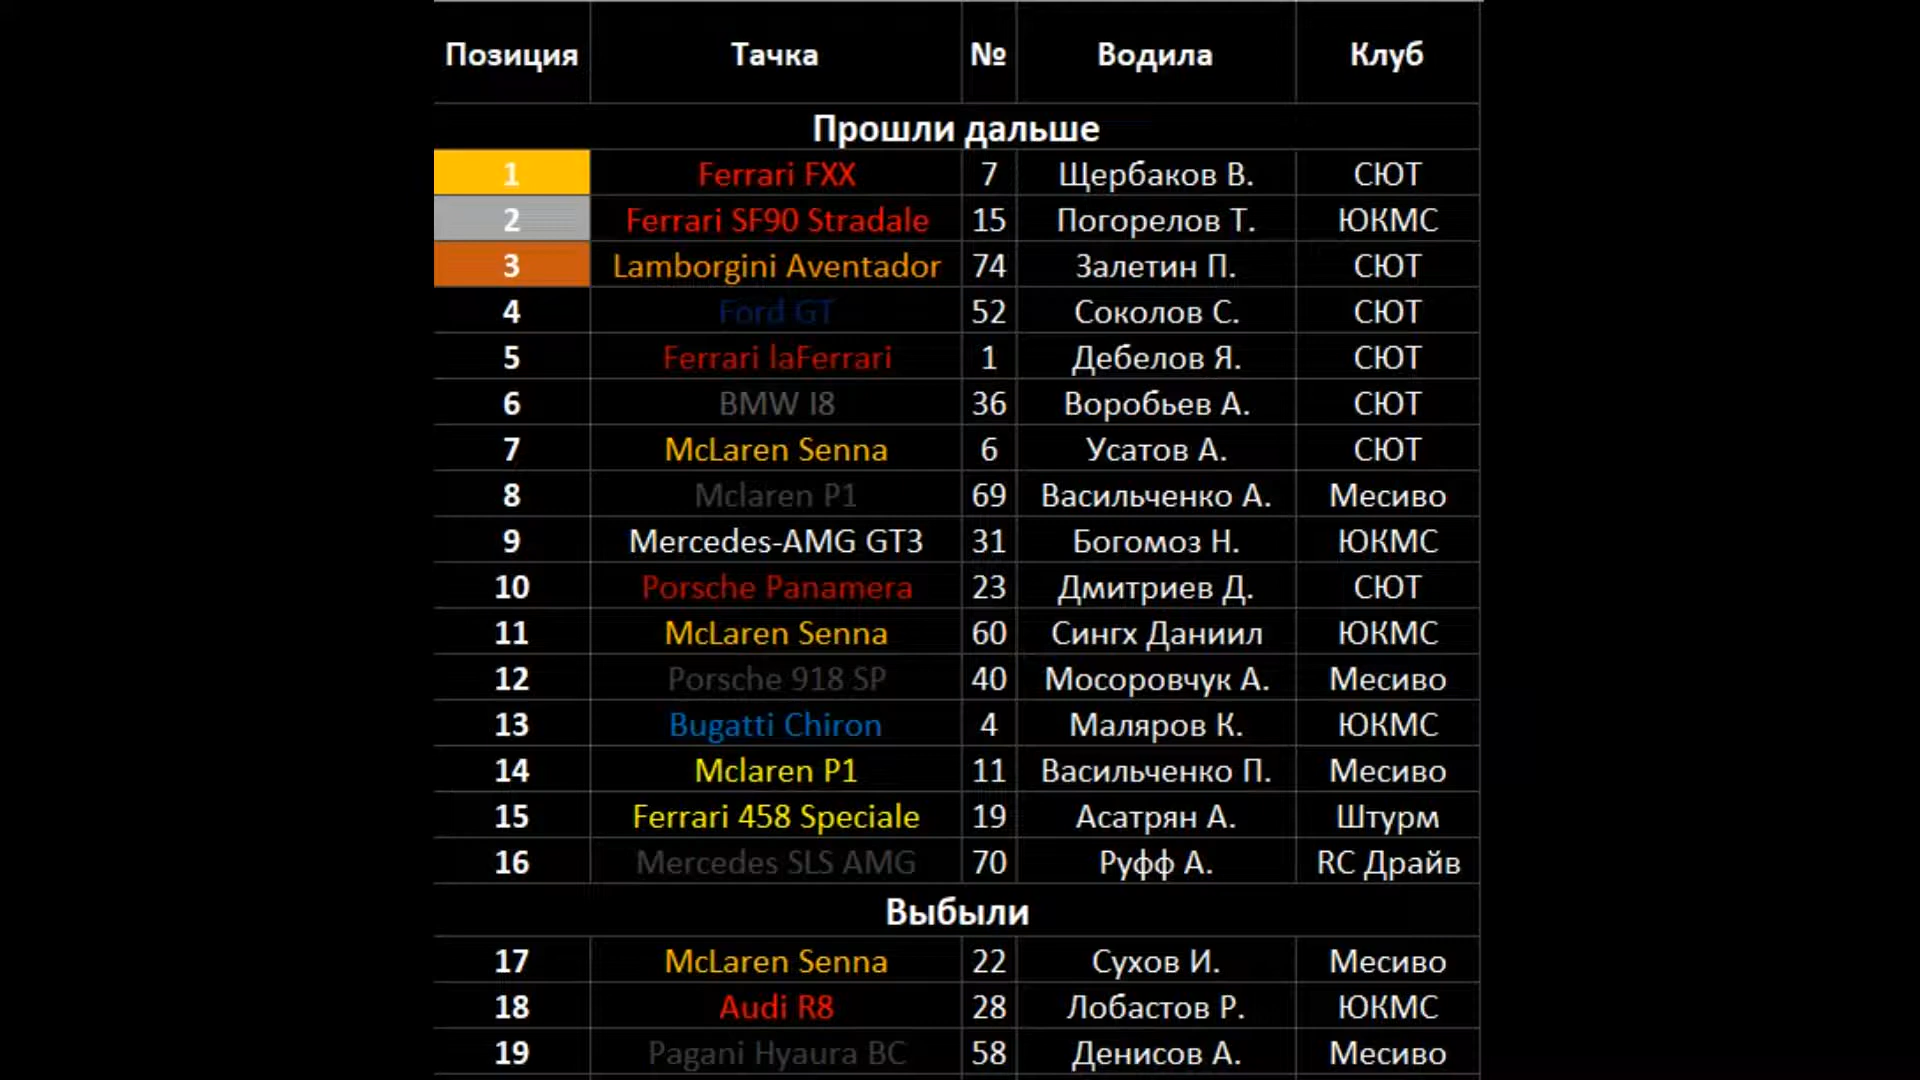 Позиция Тачка № Водила Клуб
Прошли дальше
1 Ferrari FXX 7 Щербаков В. СЮТ
2 Ferrari SF90 Stradale 15 Погорелов Т. ЮКМС
3 Lamborgini Aventador 74 Залетин П. СЮТ
4 Ford GT 52 Соколов С. СЮТ
5 Ferrari laFerrari 1 Дебелов Я. СЮТ
6 BMW I8 36 Воробьев А. СЮТ
7 McLaren Senna 6 Усатов А. СЮТ
8 Mclaren P1 69 Васильченко А. Месиво
9 Mercedes-AMG GT3 31 Богомоз Н. ЮКМС
10 Porsche Panamera 23 Дмитриев Д. СЮТ
11 McLaren Senna 60 Сингх Даниил ЮКМС
12 Porsche 918 SP 40 Мосоровчук А. Месиво
13 Bugatti Chiron 4 Маляров К. ЮКМС
14 Mclaren P1 11 Васильченко П. Месиво
15 Ferrari 458 Speciale 19 Асатрян А. Штурм
16 Mercedes SLS AMG 70 Руфф А. RC Драйв
Выбыли
17 McLaren Senna 22 Сухов И. Месиво
18 Audi R8 28 Лобастов Р. ЮКМС
19 Pagani Hyaura BC 58 Денисов А. Месиво